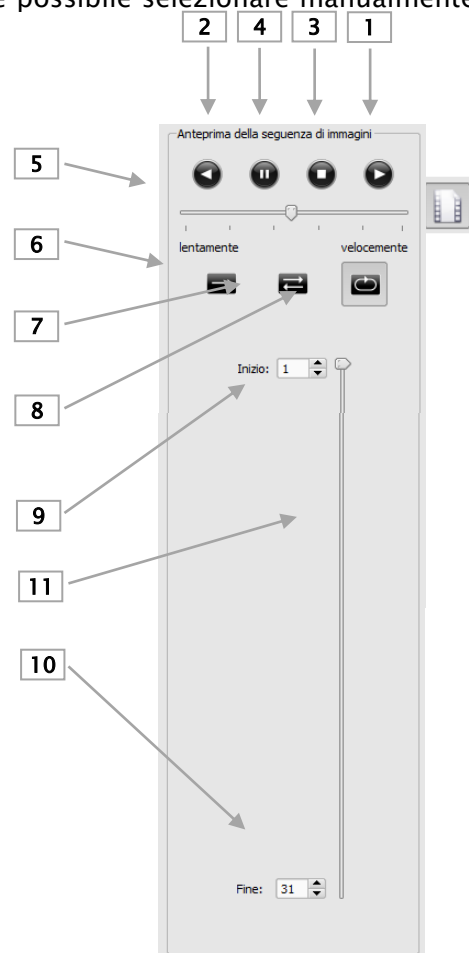 è possibile selezionare manualmente
2 4 3 1
Anteprima della sequenza di immagini
5
6
lentamente velocemente
7
Inizio: 1
8
9
11
10
Fine: 31